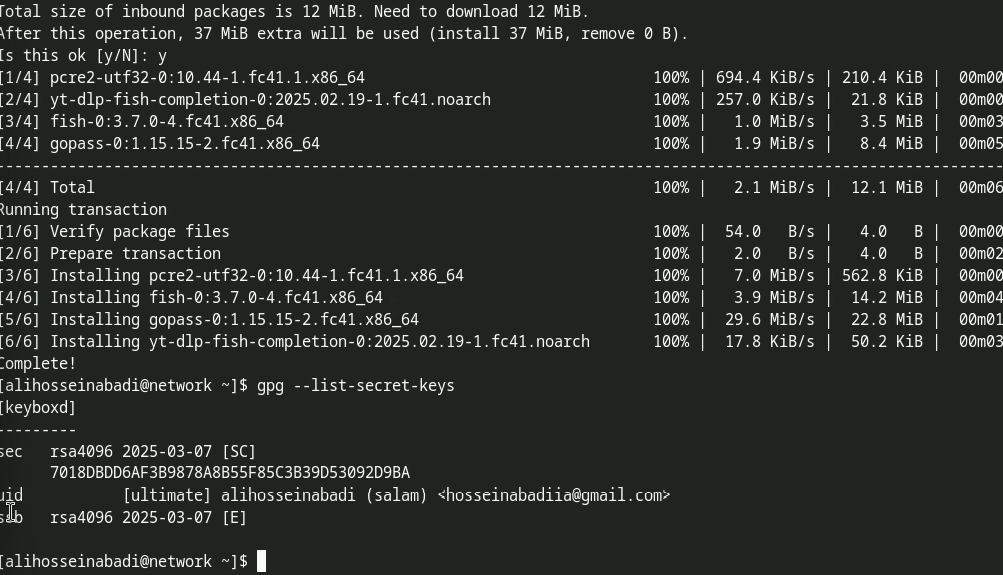 Total size of inbound packages is 12 MiB. Need to download 12 MiB.
After this operation, 37 MiB extra will be used (install 37 MiB, remove 0 B).
Is this ok [y/N]: y
[1/4] pcre2-utf32-0:10.44-1.fc41.1.x86_64 100% | 694.4 KiB/s | 210.4 KiB | 00m00
[2/4] yt-dlp-fish-completion-0:2025.02.19-1.fc41.noarch 100% | 257.0 KiB/s | 21.8 KiB | 00m00
[3/4] fish-0:3.7.0-4.fc41.x86_64 100% | 1.0 MiB/s | 3.5 MiB | 00m03
[4/4] gopass-0:1.15.15-2.fc41.x86_64 100% | 1.9 MiB/s | 8.4 MiB | 00m05
--------------------------------------------------------------------------------------------------------------
[4/4] Total 100% | 2.1 MiB/s | 12.1 MiB | 00m06
Running transaction
[1/6] Verify package files 100% | 54.0 B/s | 4.0 B | 00m00
[2/6] Prepare transaction 100% | 2.0 B/s | 4.0 B | 00m02
[3/6] Installing pcre2-utf32-0:10.44-1.fc41.1.x86_64 100% | 7.0 MiB/s | 562.8 KiB | 00m00
[4/6] Installing fish-0:3.7.0-4.fc41.x86_64 100% | 3.9 MiB/s | 14.2 MiB | 00m04
[5/6] Installing gopass-0:1.15.15-2.fc41.x86_64 100% | 29.6 MiB/s | 22.8 MiB | 00m01
[6/6] Installing yt-dlp-fish-completion-0:2025.02.19-1.fc41.noarch 100% | 17.8 KiB/s | 50.2 KiB | 00m03
Complete!
[alihosseinabadi@network ~]$ gpg --list-secret-keys
[keyboxd]
---------
sec rsa4096 2025-03-07 [SC]
7018DBDD6AF3B9878A8B55F85C3B39D53092D9BA
uid [ultimate] alihosseinabadi (salam) <hosseinabadiia@gmail.com>
ssb rsa4096 2025-03-07 [E]
[alihosseinabadi@network ~]$